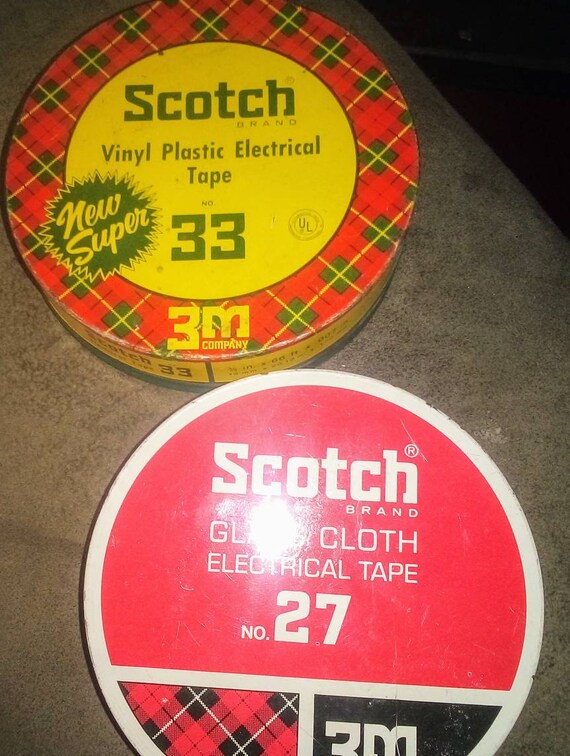 Scotch®
BRAND
Vinyl Plastic Electrical
Tape
NO.
33
UL
New
Super
3M
COMPANY
Scotch
33
Scotch®
BRAND
GLASS CLOTH
ELECTRICAL TAPE
NO. 27
3M